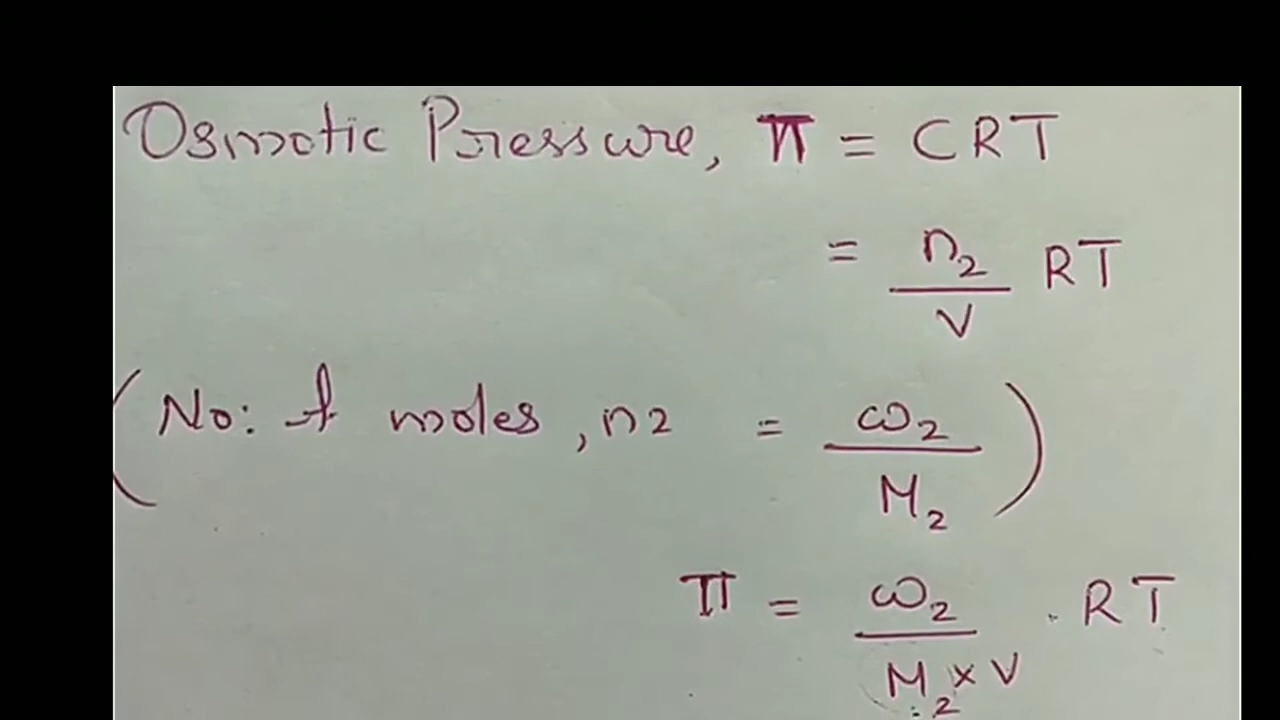 Osmotic Pressure, π = CRT
= n₂/V RT
(No: of moles, n2 = ω₂/M₂)
π = ω₂/M₂×V . RT